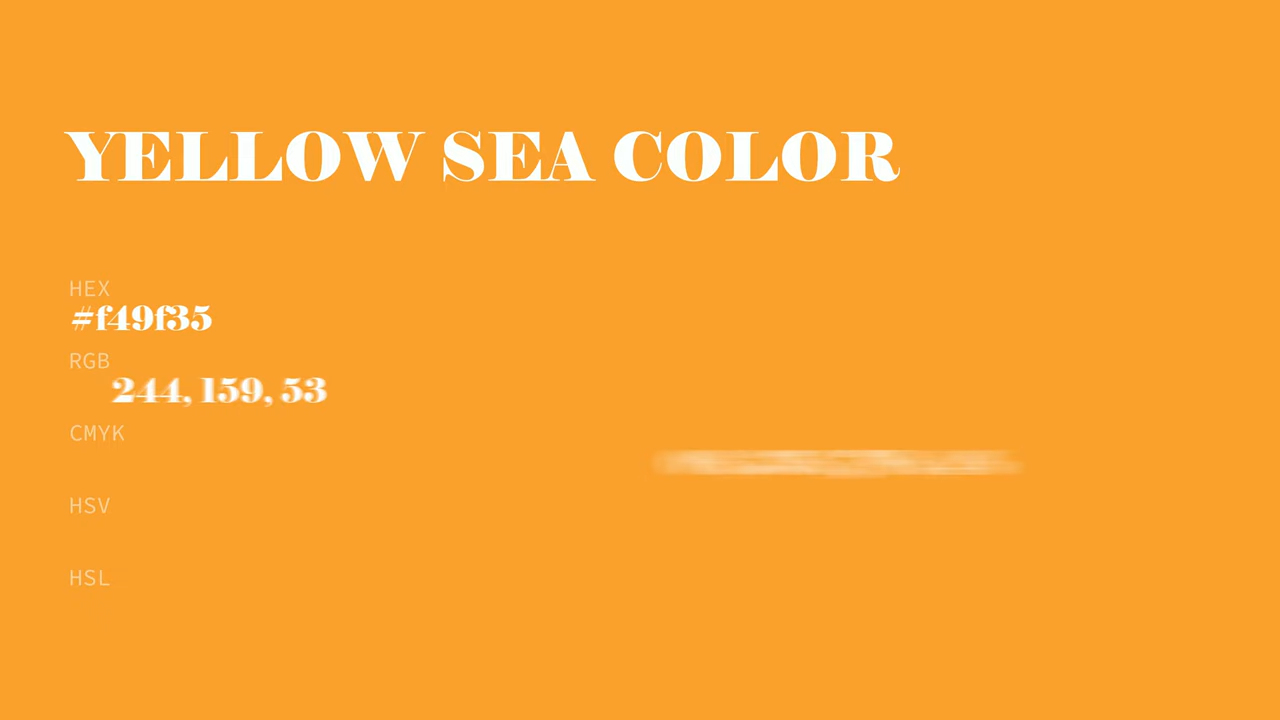 YELLOW SEA COLOR
HEX
#f49f35
RGB
244, 159, 53
CMYK
HSV
HSL